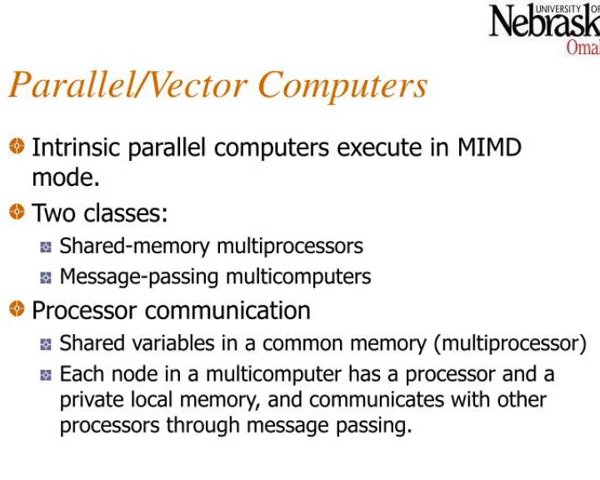 UNIVERSITY OF
Nebrask
Omah
Parallel/Vector Computers
Intrinsic parallel computers execute in MIMD
mode.
Two classes:
Shared-memory multiprocessors
Message-passing multicomputers
Processor communication
Shared variables in a common memory (multiprocessor)
Each node in a multicomputer has a processor and a
private local memory, and communicates with other
processors through message passing.